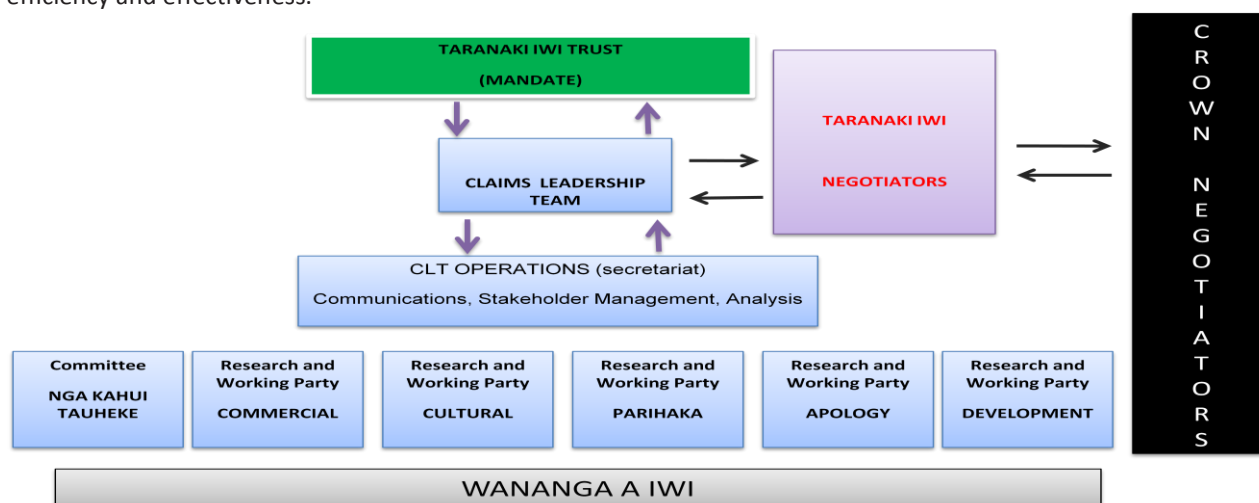 efficiency and effectiveness.
TARANAKI IWI TRUST
(MANDATE)
TARANAKI IWI
NEGOTIATORS
CLAIMS LEADERSHIP
TEAM
CLT OPERATIONS (secretariat)
Communications, Stakeholder Management, Analysis
Committee
NGA KAHUI
TAUHEKE
Research and
Working Party
COMMERCIAL
Research and
Working Party
CULTURAL
Research and
Working Party
PARIHAKA
Research and
Working Party
APOLOGY
Research and
Working Party
DEVELOPMENT
WANANGA A IWI
CROWN NEGOTIATORS